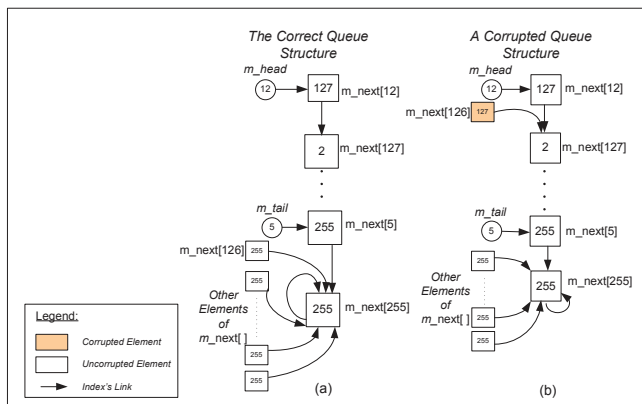 The Correct Queue
Structure
m_head
12
127
m_next[12]
2
m_next[127]
m_tail
5
255
m_next[5]
m_next[126]
255
255
Other
Elements
of
m_next[ ]
255
m_next[255]
255
255
(a)
A Corrupted Queue
Structure
m_head
12
127
m_next[12]
m_next[126]
127
2
m_next[127]
m_tail
5
255
m_next[5]
255
Other
Elements
of
m_next[ ]
255
m_next[255]
255
255
(b)
Legend:
Corrupted Element
Uncorrupted Element
Index's Link